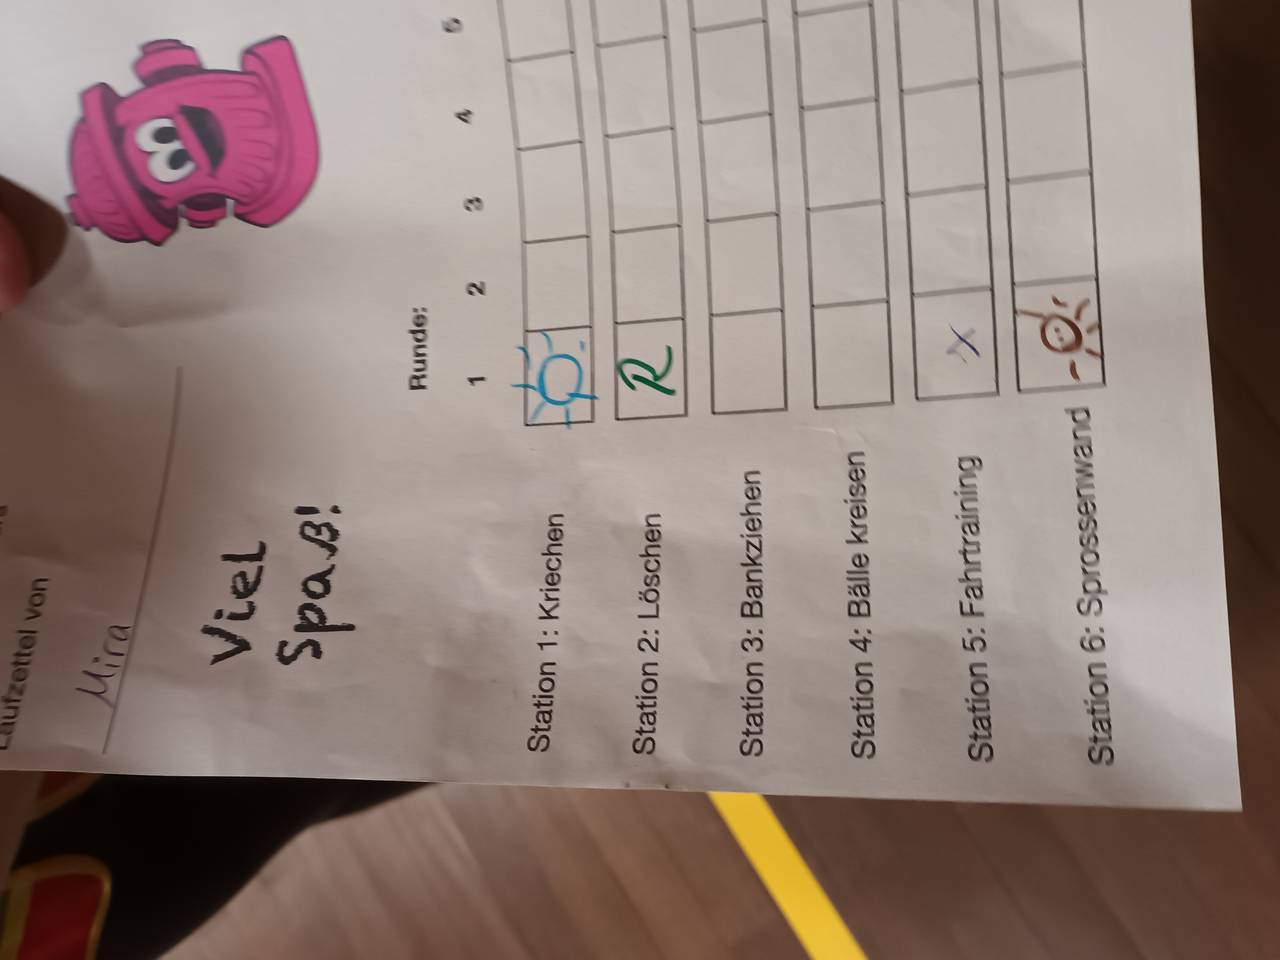 Laufzettel von
Mira
Viel
Spaß!
Runde:
1 2 3 4 5
Station 1: Kriechen
Station 2: Löschen R
Station 3: Bankziehen
Station 4: Bälle kreisen
Station 5: Fahrtraining x
Station 6: Sprossenwand